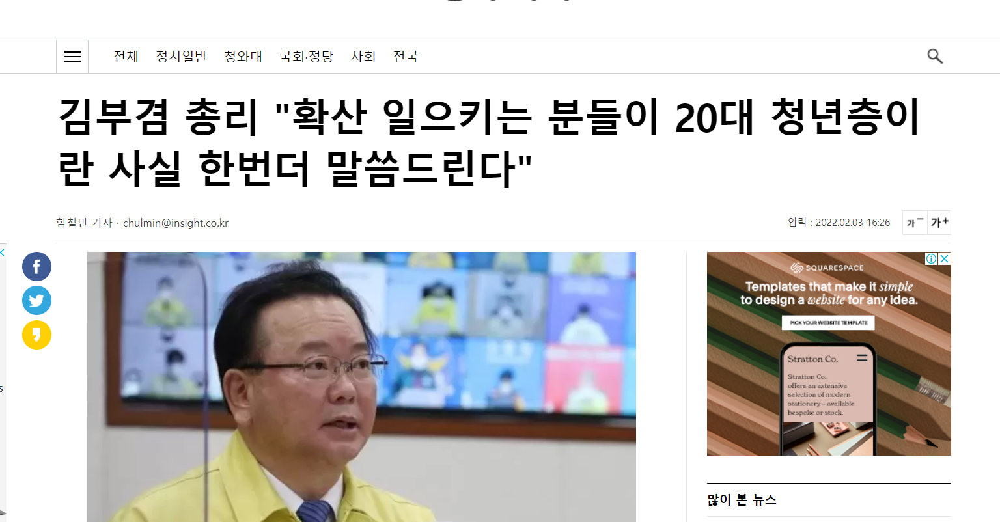 전체 정치일반 청와대 국회·정당 사회 전국
김부겸 총리 "확산 일으키는 분들이 20대 청년층이
란 사실 한번더 말씀드린다"
함철민 기자 · chulmin@insight.co.kr
입력 : 2022.02.03 16:26
가－ 가+
SQUARESPACE
Templates that make it simple
to design a website for any idea.
PICK YOUR WEBSITE TEMPLATE
Stratton Co.
Stratton Co.
offers an extensive
selection of modern
stationery – available
bespoke or stock.
많이 본 뉴스